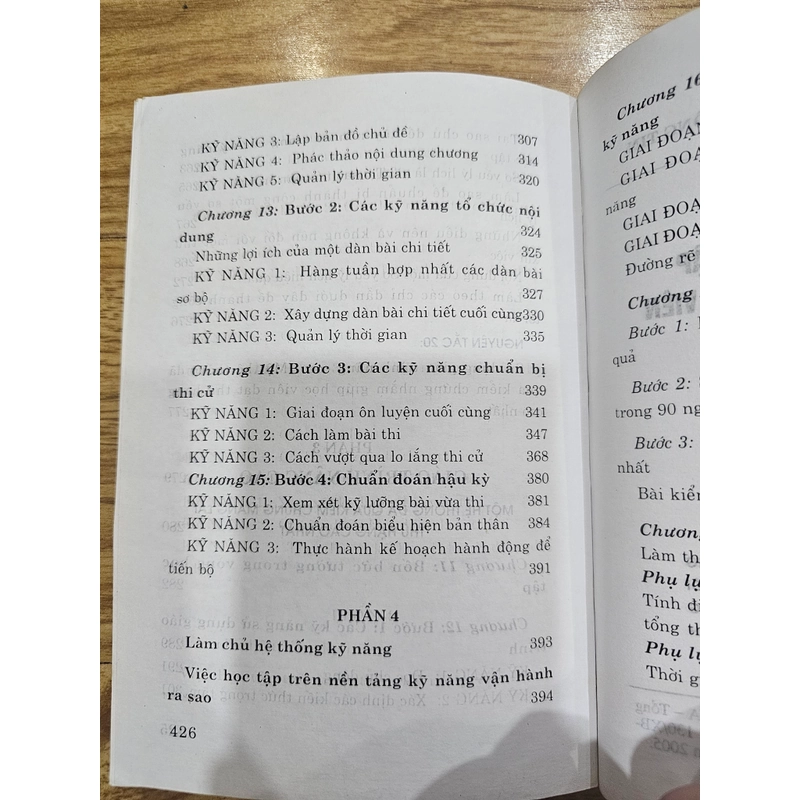 KỸ NĂNG 3: Lập bản đồ chủ đề 307
KỸ NĂNG 4: Phác thảo nội dung chương 314
KỸ NĂNG 5: Quản lý thời gian 320
Chương 13: Bước 2: Các kỹ năng tổ chức nội
dung 324
Những lợi ích của một dàn bài chi tiết 325
KỸ NĂNG 1: Hàng tuần hợp nhất các dàn bài
sơ bộ 327
KỸ NĂNG 2: Xây dựng dàn bài chi tiết cuối cùng 330
KỸ NĂNG 3: Quản lý thời gian 335
Chương 14: Bước 3: Các kỹ năng chuẩn bị
thi cử 339
KỸ NĂNG 1: Giai đoạn ôn luyện cuối cùng 341
KỸ NĂNG 2: Cách làm bài thi 347
KỸ NĂNG 3: Cách vượt qua lo lắng thi cử 368
Chương 15: Bước 4: Chuẩn đoán hậu kỳ 380
KỸ NĂNG 1: Xem xét kỹ lưỡng bài vừa thi 381
KỸ NĂNG 2: Chuẩn đoán biểu hiện bản thân 384
KỸ NĂNG 3: Thực hành kế hoạch hành động để
tiến bộ 391
PHẦN 4
Làm chủ hệ thống kỹ năng 393
Việc học tập trên nền tảng kỹ năng vận hành
ra sao 394
426
Chương 16
kỹ năng
GIAI ĐOẠN
GIAI ĐOẠ
năng
GIAI ĐOẠ
GIAI ĐOẠ
Đường rẽ
Chương
Bước 1:
quả
Bước 2:
trong 90 ng
Bước 3:
nhất
Bài kiểm
Chương
Làm th
Phụ lụ
Tính đi
tổng th
Phụ lụ
Thời gi